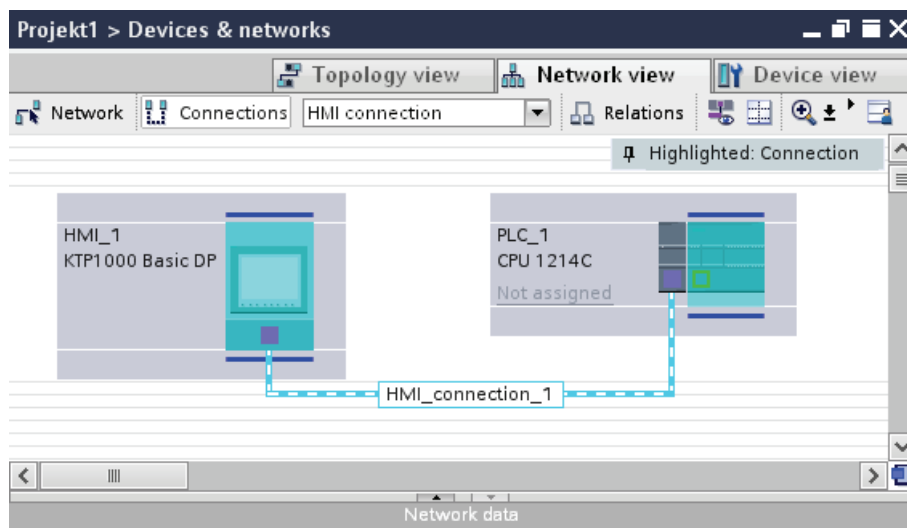 Projekt1 > Devices & networks
Topology view Network view Device view
Network Connections HMI connection Relations
Highlighted: Connection
HMI_1
KTP1000 Basic DP
PLC_1
CPU 1214C
Not assigned
HMI_connection_1
Network data